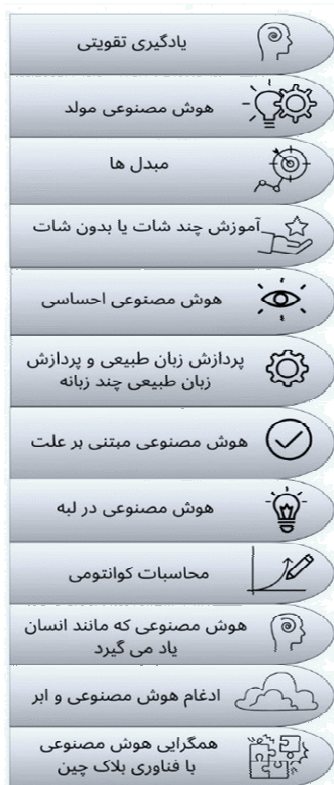 یادگیری تقویتی
هوش مصنوعی مولد
مبدل ها
آموزش چند شات یا بدون شات
هوش مصنوعی احساسی
پردازش زبان طبیعی و پردازش
زبان طبیعی چند زبانه
هوش مصنوعی مبتنی بر علت
هوش مصنوعی در لبه
محاسبات کوانتومی
هوش مصنوعی که مانند انسان
یاد می گیرد
ادغام هوش مصنوعی و ابر
همگرایی هوش مصنوعی
با فناوری بلاک چین